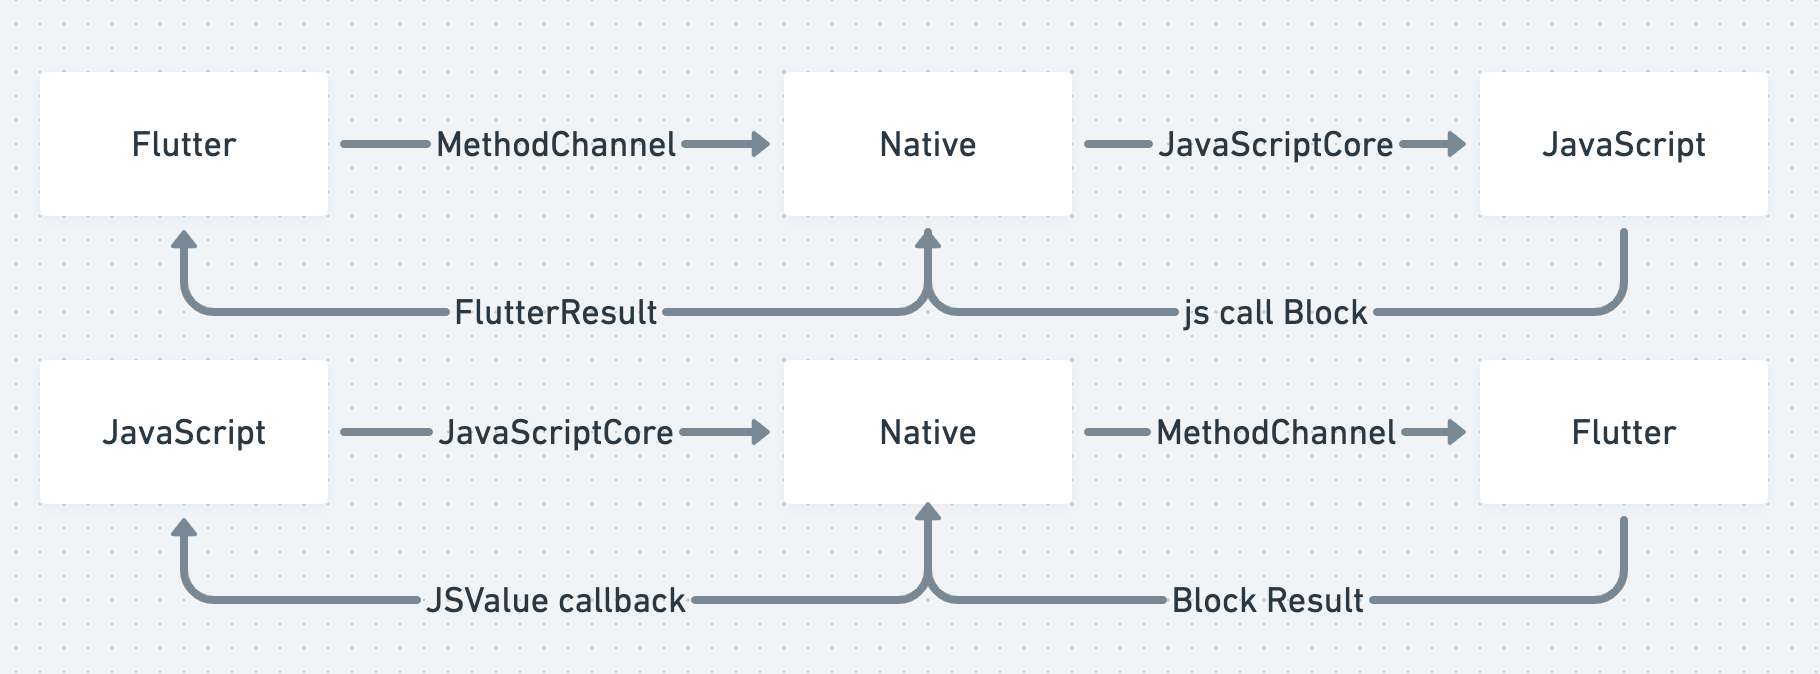 Flutter
MethodChannel
Native
JavaScriptCore
JavaScript
FlutterResult
js call Block
JavaScript
JavaScriptCore
Native
MethodChannel
Flutter
JSValue callback
Block Result